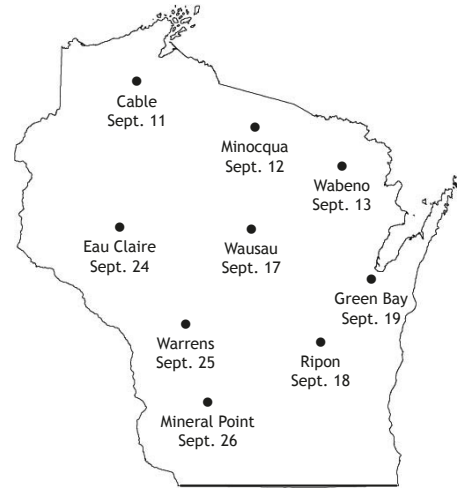 Cable
Sept. 11
Minocqua
Sept. 12
Wabeno
Sept. 13
Eau Claire
Sept. 24
Wausau
Sept. 17
Green Bay
Sept. 19
Warrens
Sept. 25
Ripon
Sept. 18
Mineral Point
Sept. 26